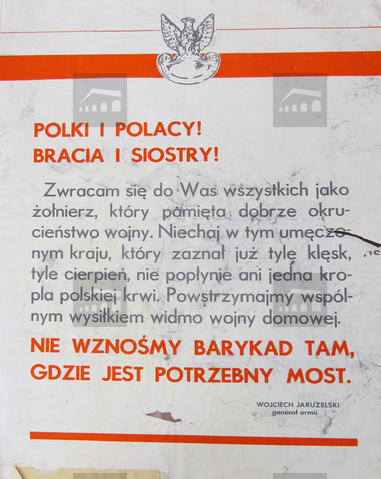 POLKI I POLACY!
BRACIA I SIOSTRY!
Zwracam się do Was wszystkich jako
żołnierz, który pamięta dobrze okru-
cieństwo wojny. Niechaj w tym umęczo-
nym kraju, który zaznał już tyle klęsk,
tyle cierpień, nie popłynie ani jedna kro-
pla polskiej krwi. Powstrzymajmy wspól-
nym wysiłkiem widmo wojny domowej.
NIE WZNOŚMY BARYKAD TAM,
GDZIE JEST POTRZEBNY MOST.
WOJCIECH JARUZELSKI
generał armii